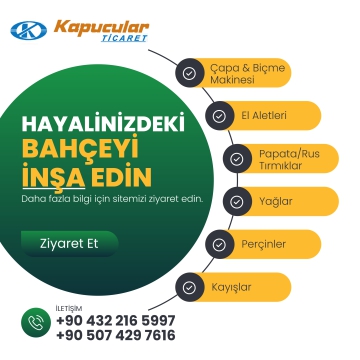 Kapucular
TİCARET
HAYALİNİZDEKİ
BAHÇEYİ
İNŞA EDİN
Daha fazla bilgi için sitemizi ziyaret edin.
Ziyaret Et
Çapa & Biçme
Makinesi
El Aletleri
Papata/Rus
Tırmıklar
Yağlar
Perçinler
Kayışlar
İLETİŞİM
+90 432 216 5997
+90 507 429 7616